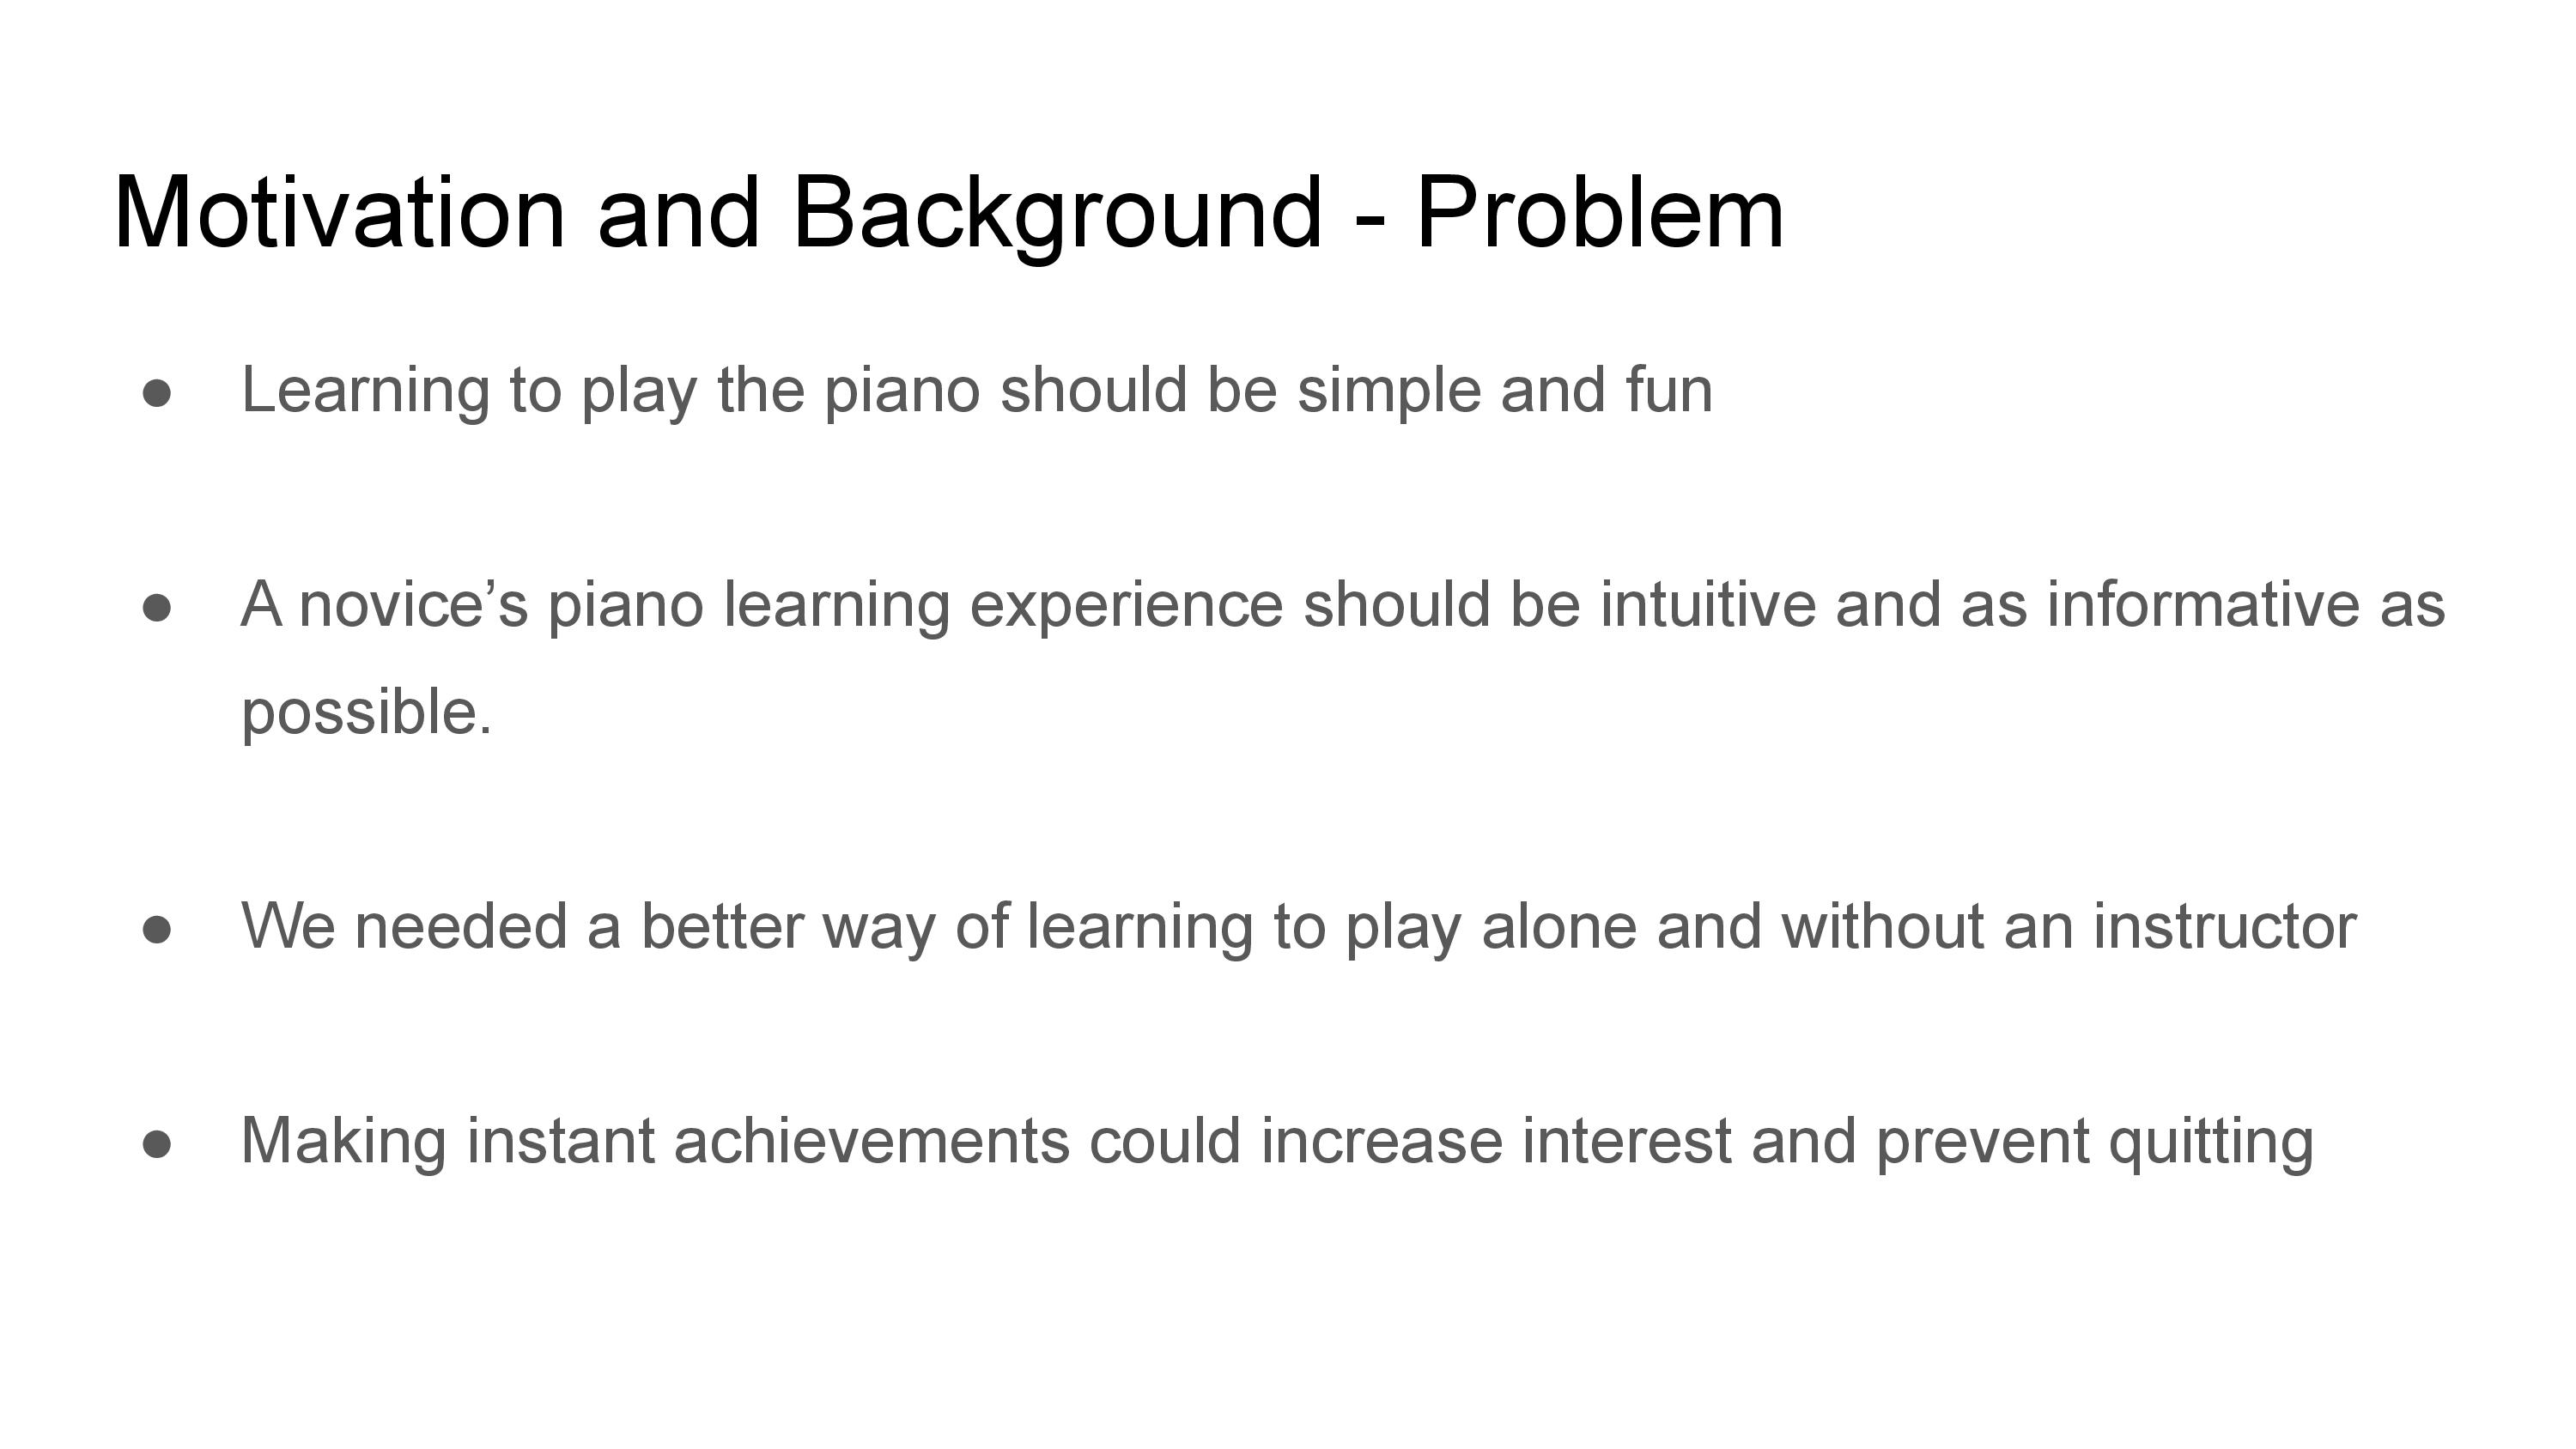 Motivation and Background - Problem
● Learning to play the piano should be simple and fun
● A novice’s piano learning experience should be intuitive and as informative as
possible.
● We needed a better way of learning to play alone and without an instructor
● Making instant achievements could increase interest and prevent quitting